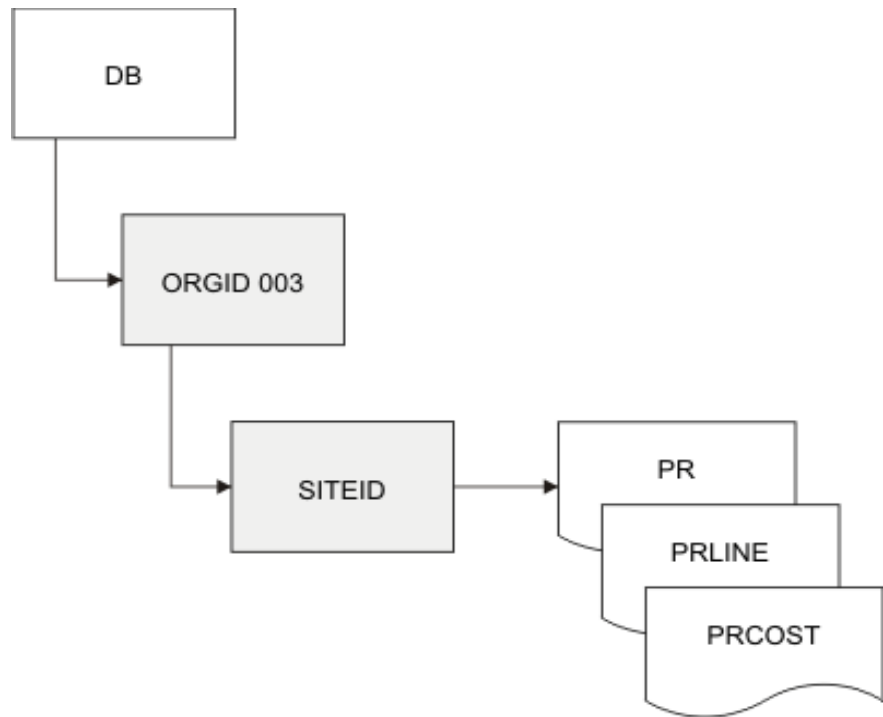 DB
ORGID 003
SITEID
PR
PRLINE
PRCOST